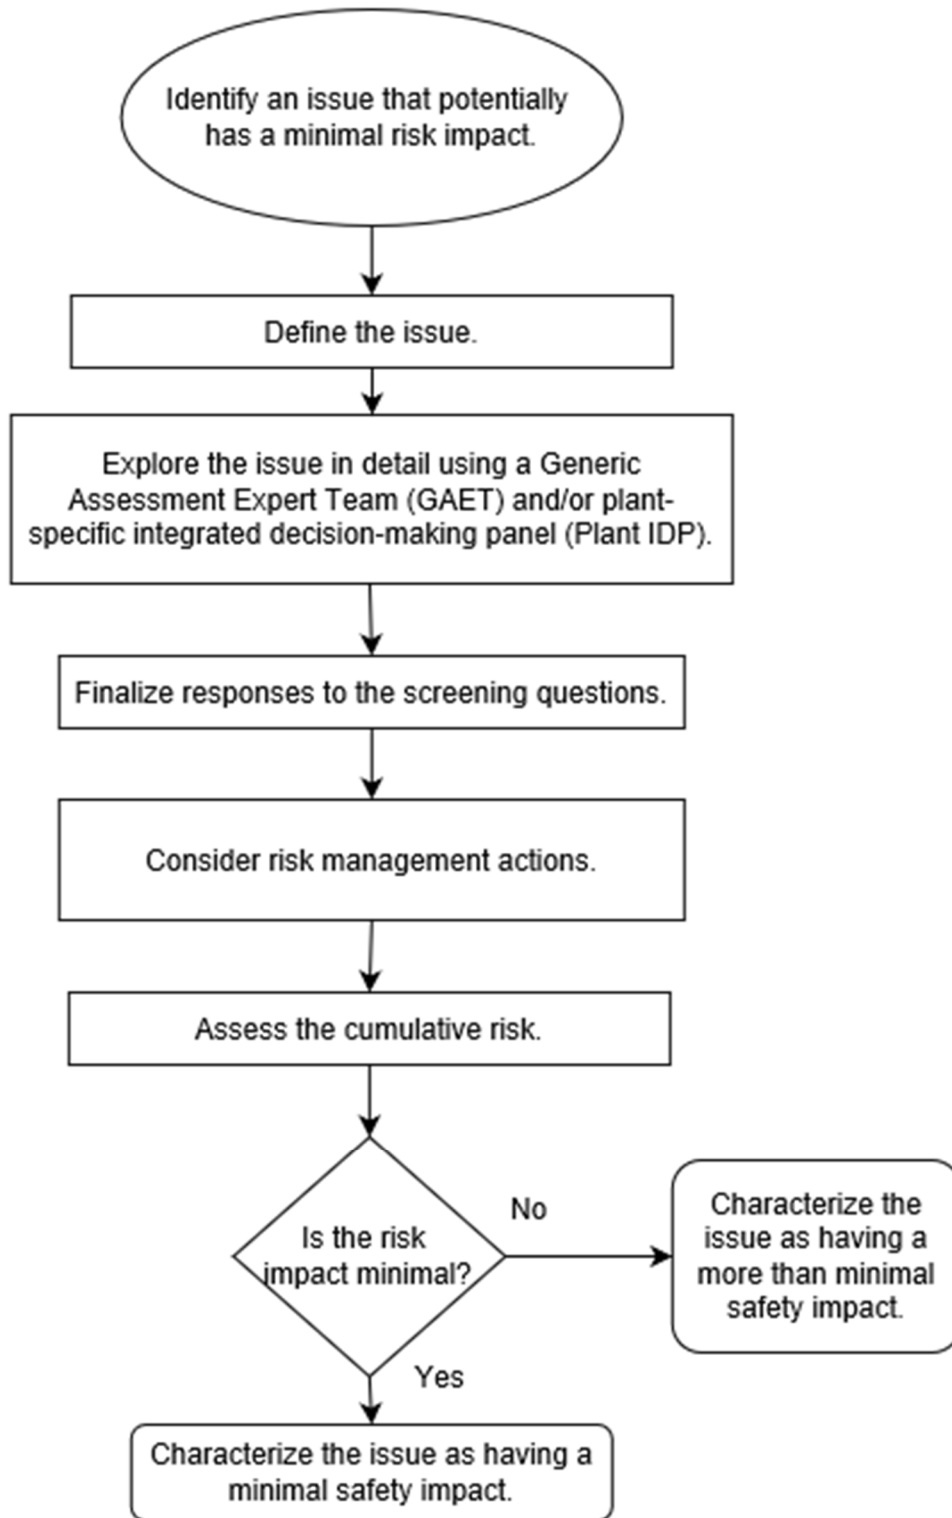 Identify an issue that potentially
has a minimal risk impact.
Define the issue.
Explore the issue in detail using a Generic
Assessment Expert Team (GAET) and/or plant-
specific integrated decision-making panel (Plant IDP).
Finalize responses to the screening questions.
Consider risk management actions.
Assess the cumulative risk.
Is the risk
impact minimal?
No
Characterize the
issue as having a
more than minimal
safety impact.
Yes
Characterize the issue as having a
minimal safety impact.